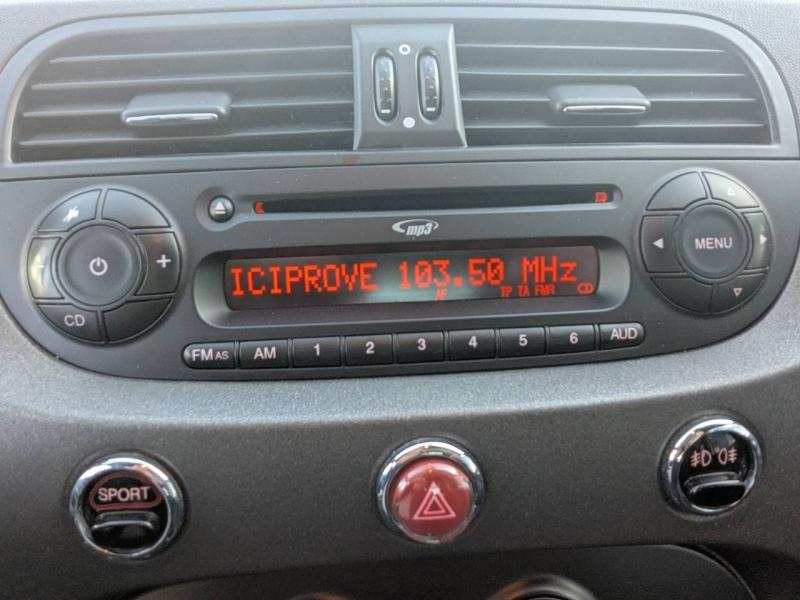 mp3
ICIPROVE 103.50 MHz
AF TP TA FMR CD
MENU
CD
FM AS AM 1 2 3 4 5 6 AUD
SPORT